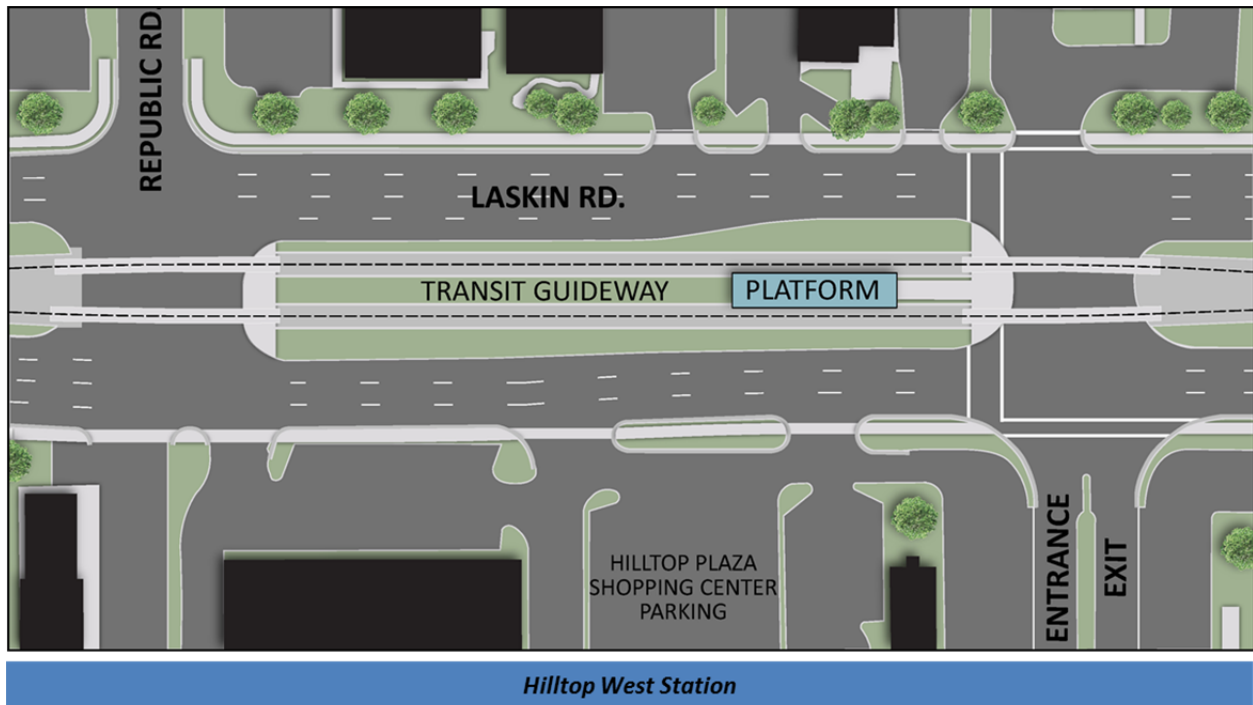 REPUBLIC RD.
LASKIN RD.
TRANSIT GUIDEWAY
PLATFORM
HILLTOP PLAZA
SHOPPING CENTER
PARKING
ENTRANCE
EXIT
Hilltop West Station